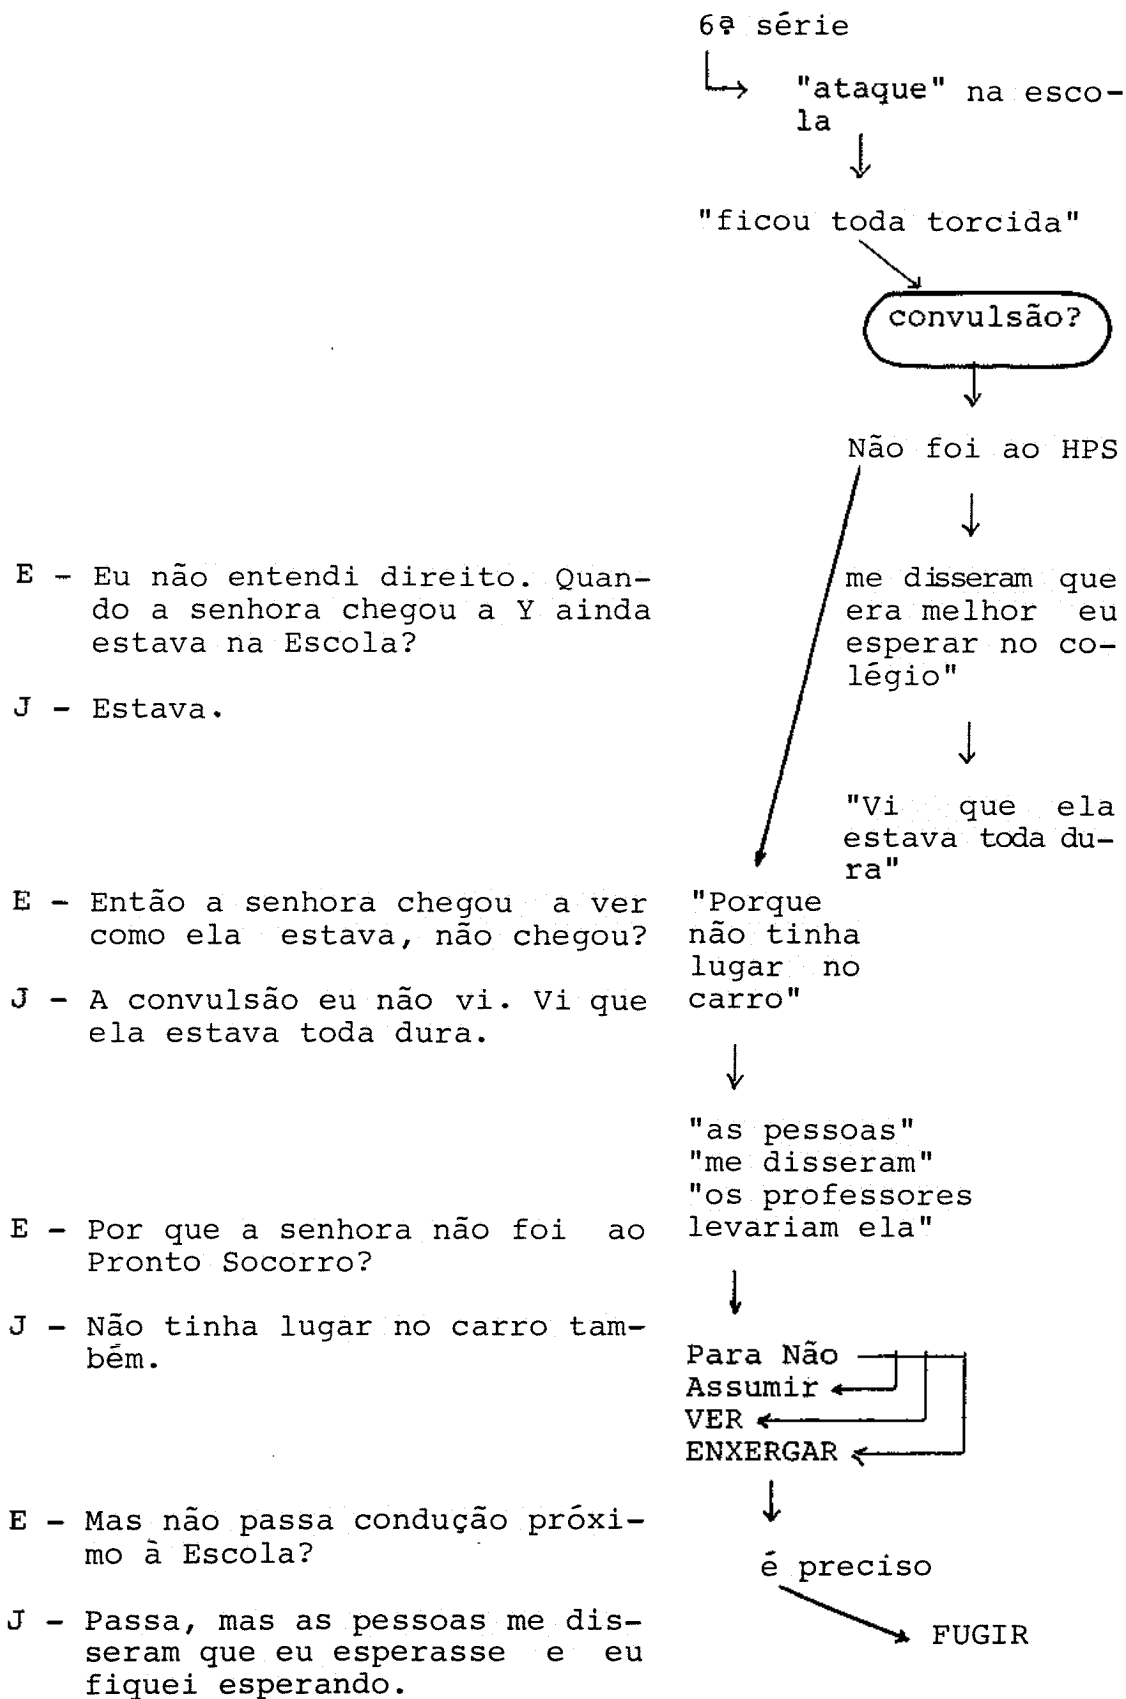 6ª série
"ataque" na esco-
la
"ficou toda torcida"
convulsão?
Não foi ao HPS
me disseram que
era melhor eu
esperar no co-
légio"
"Vi que ela
estava toda du-
ra"
"Porque
não tinha
lugar no
carro"
"as pessoas"
"me disseram"
"os professores
levariam ela"
Para Não
Assumir
VER
ENXERGAR
é preciso
FUGIR
E - Eu não entendi direito. Quan-
do a senhora chegou a Y ainda
estava na Escola?
J - Estava.
E - Então a senhora chegou a ver
como ela estava, não chegou?
J - A convulsão eu não vi. Vi que
ela estava toda dura.
E - Por que a senhora não foi ao
Pronto Socorro?
J - Não tinha lugar no carro tam-
bém.
E - Mas não passa condução próxi-
mo à Escola?
J - Passa, mas as pessoas me dis-
seram que eu esperasse e eu
fiquei esperando.